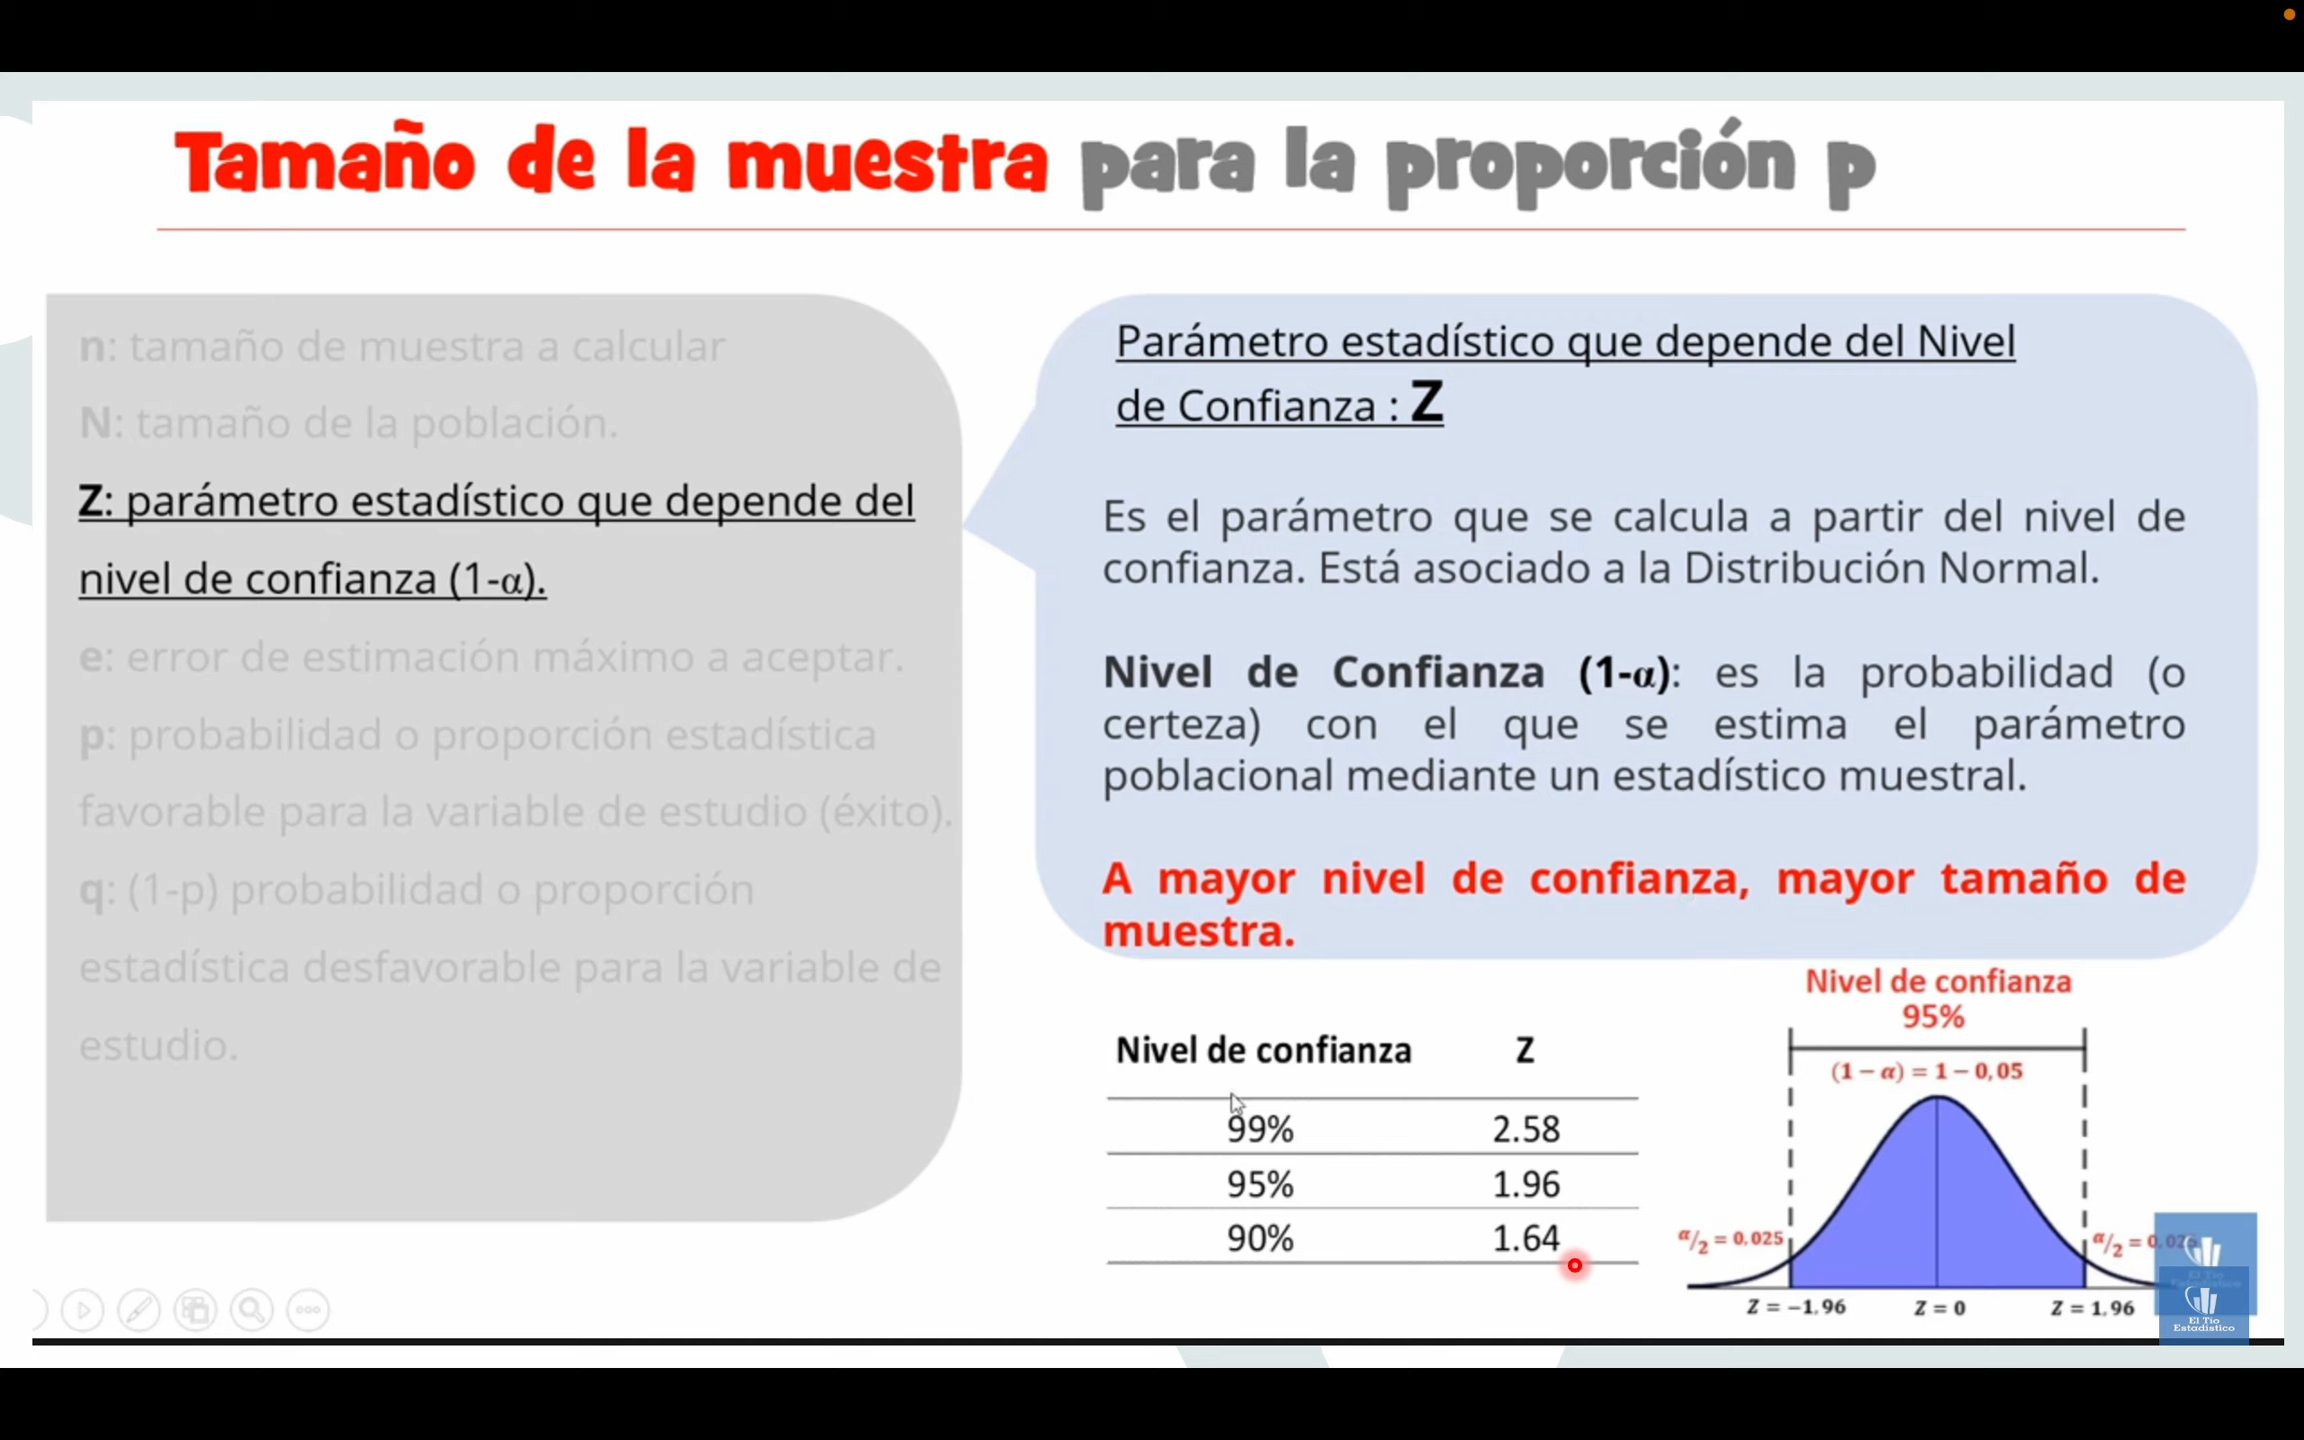 Tamaño de la muestra para la proporción p
n: tamaño de muestra a calcular
N: tamaño de la población.
Z: parámetro estadístico que depende del
nivel de confianza (1-α).
e: error de estimación máximo a aceptar.
p: probabilidad o proporción estadística
favorable para la variable de estudio (éxito).
q: (1-p) probabilidad o proporción
estadística desfavorable para la variable de
estudio.
Parámetro estadístico que depende del Nivel
de Confianza : Z
Es el parámetro que se calcula a partir del nivel de
confianza. Está asociado a la Distribución Normal.
Nivel de Confianza (1-α): es la probabilidad (o
certeza) con el que se estima el parámetro
poblacional mediante un estadístico muestral.
A mayor nivel de confianza, mayor tamaño de
muestra.
Nivel de confianza Z
99% 2.58
95% 1.96
90% 1.64
Nivel de confianza
95%
(1 − α) = 1 − 0,05
α/2 = 0,025 α/2 = 0,025
Z = −1,96 Z = 0 Z = 1,96
El Tío
Estadístico
El Tío
Estadístico